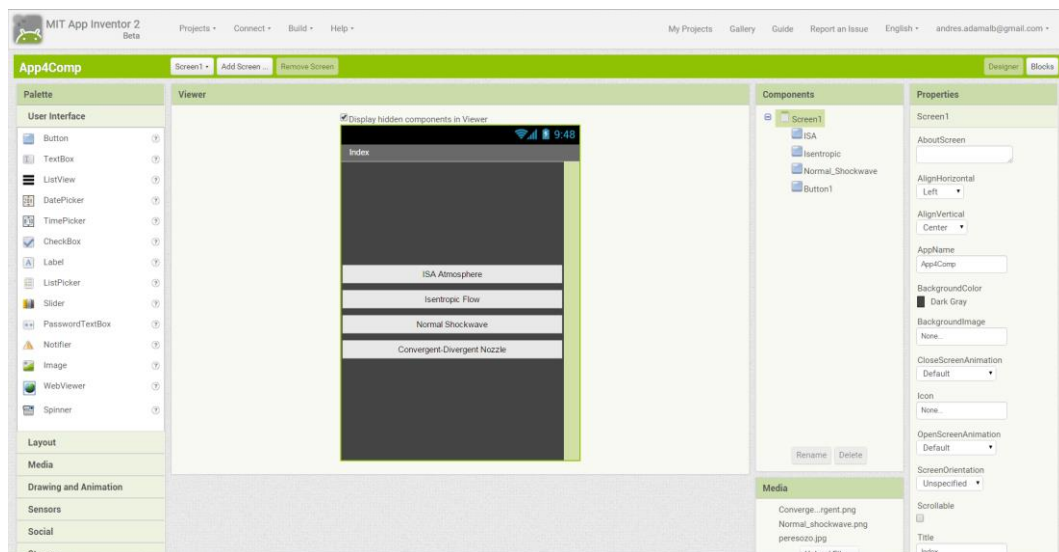 MIT App Inventor 2
Beta
Projects Connect Build Help
My Projects Gallery Guide Report an Issue English andres.adamalb@gmail.com
App4Comp
Screen1 Add Screen ... Remove Screen
Designer Blocks
Palette
User Interface
Button
TextBox
ListView
DatePicker
TimePicker
CheckBox
Label
ListPicker
Slider
PasswordTextBox
Notifier
Image
WebViewer
Spinner
Layout
Media
Drawing and Animation
Sensors
Social
Viewer
Display hidden components in Viewer
9:48
Index
ISA Atmosphere
Isentropic Flow
Normal Shockwave
Convergent-Divergent Nozzle
Components
Screen1
ISA
Isentropic
Normal_Shockwave
Button1
Rename Delete
Media
Converge...rgent.png
Normal_shockwave.png
peresozo.jpg
Properties
Screen1
AboutScreen
AlignHorizontal
Left
AlignVertical
Center
AppName
App4Comp
BackgroundColor
Dark Gray
BackgroundImage
None...
CloseScreenAnimation
Default
Icon
None...
OpenScreenAnimation
Default
ScreenOrientation
Unspecified
Scrollable
Title
Index